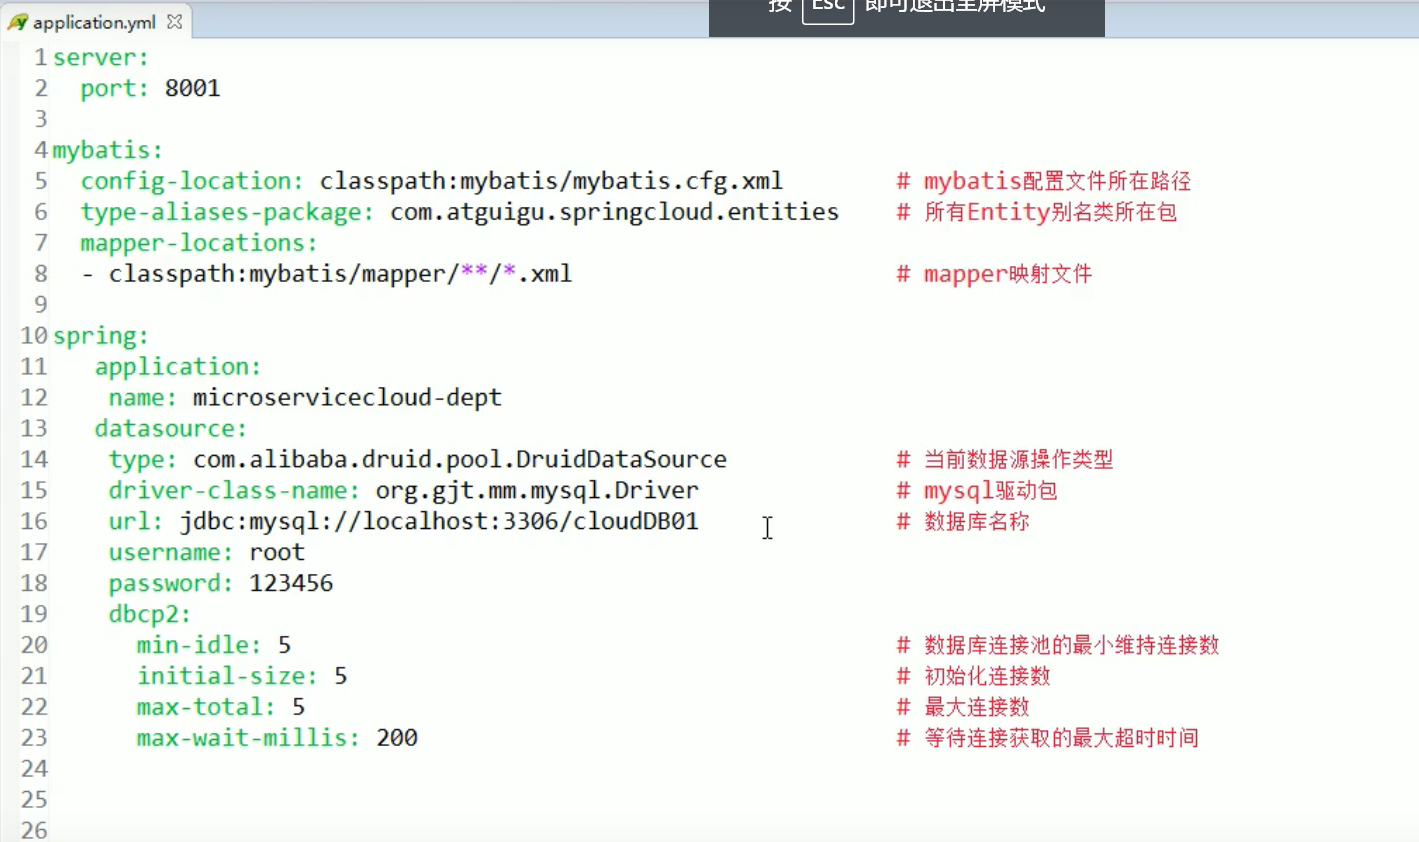 按 Esc 即可退出全屏模式
application.yml
1 server:
2   port: 8001
3
4 mybatis:
5   config-location: classpath:mybatis/mybatis.cfg.xml        # mybatis配置文件所在路径
6   type-aliases-package: com.atguigu.springcloud.entities    # 所有Entity别名类所在包
7   mapper-locations:
8   - classpath:mybatis/mapper/**/*.xml                       # mapper映射文件
9
10 spring:
11    application:
12     name: microservicecloud-dept
13    datasource:
14     type: com.alibaba.druid.pool.DruidDataSource            # 当前数据源操作类型
15     driver-class-name: org.gjt.mm.mysql.Driver              # mysql驱动包
16     url: jdbc:mysql://localhost:3306/cloudDB01              # 数据库名称
17     username: root
18     password: 123456
19     dbcp2:
20       min-idle: 5                                           # 数据库连接池的最小维持连接数
21       initial-size: 5                                       # 初始化连接数
22       max-total: 5                                          # 最大连接数
23       max-wait-millis: 200                                  # 等待连接获取的最大超时时间
24
25
26